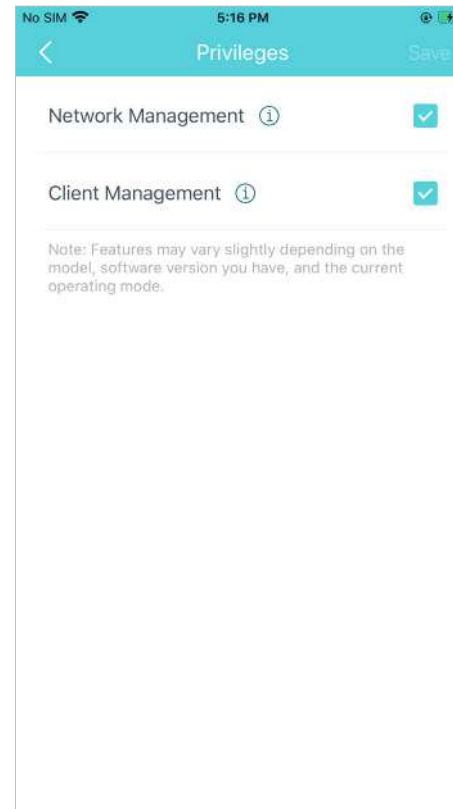 No SIM 5:16 PM
Privileges Save
Network Management
Client Management
Note: Features may vary slightly depending on the
model, software version you have, and the current
operating mode.